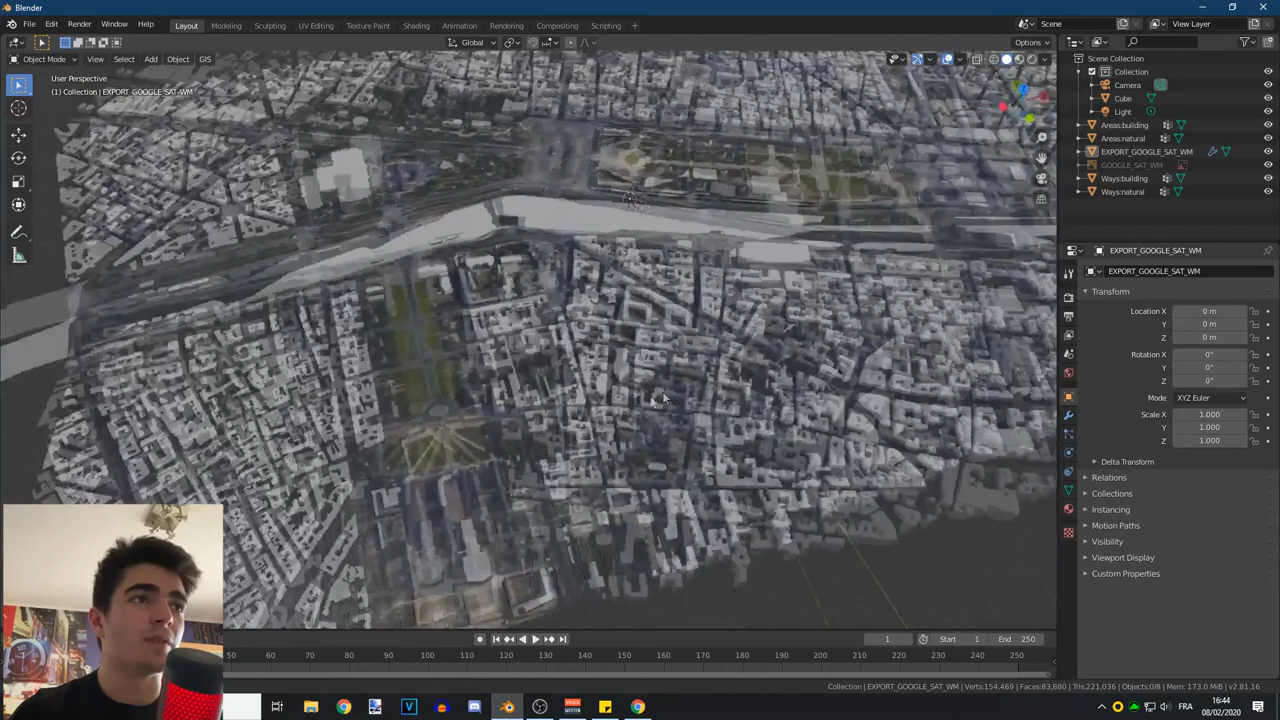 Blender
File Edit Render Window Help
Layout Modeling Sculpting UV Editing Texture Paint Shading Animation Rendering Compositing Scripting +
Scene
View Layer
Global
Options
Object Mode View Select Add Object GIS
User Perspective
(1) Collection | EXPORT_GOOGLE_SAT_WM
Scene Collection
Collection
Camera
Cube
Light
Areas:building
Areas:natural
EXPORT_GOOGLE_SAT_WM
GOOGLE_SAT_WM
Ways:building
Ways:natural
EXPORT_GOOGLE_SAT_WM
EXPORT_GOOGLE_SAT_WM
Transform
Location X 0 m
Y 0 m
Z 0 m
Rotation X 0°
Y 0°
Z 0°
Mode XYZ Euler
Scale X 1.000
Y 1.000
Z 1.000
Delta Transform
Relations
Collections
Instancing
Motion Paths
Visibility
Viewport Display
Custom Properties
1 Start 1 End 250
50 60 70 80 90 100 110 120 130 140 150 160 170 180 190 200 210 220 230 240 250
Collection | EXPORT_GOOGLE_SAT_WM | Verts:154,469 | Faces:83,880 | Tris:221,036 | Objects:0/8 | Mem: 173.0 MiB | v2.81.16
VOICE
MEETER
FRA
16:44
08/02/2020